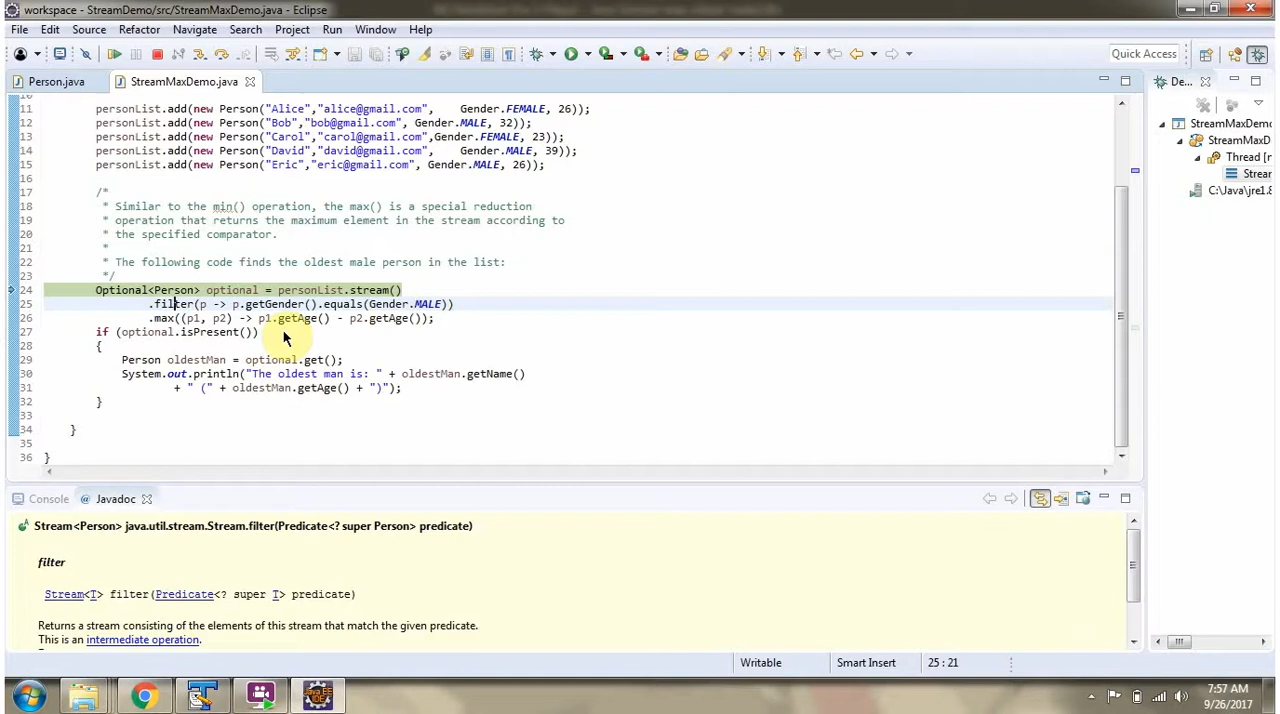 workspace - StreamDemo/src/StreamMaxDemo.java - Eclipse
File Edit Source Refactor Navigate Search Project Run Window Help
Quick Access
Person.java StreamMaxDemo.java De...
11 personList.add(new Person("Alice","alice@gmail.com", Gender.FEMALE, 26));
12 personList.add(new Person("Bob","bob@gmail.com", Gender.MALE, 32));
13 personList.add(new Person("Carol","carol@gmail.com",Gender.FEMALE, 23));
14 personList.add(new Person("David","david@gmail.com", Gender.MALE, 39));
15 personList.add(new Person("Eric","eric@gmail.com", Gender.MALE, 26));
16
17 /*
18 * Similar to the min() operation, the max() is a special reduction
19 * operation that returns the maximum element in the stream according to
20 * the specified comparator.
21 *
22 * The following code finds the oldest male person in the list:
23 */
24 Optional<Person> optional = personList.stream()
25 .filter(p -> p.getGender().equals(Gender.MALE))
26 .max((p1, p2) -> p1.getAge() - p2.getAge());
27 if (optional.isPresent())
28 {
29 Person oldestMan = optional.get();
30 System.out.println("The oldest man is: " + oldestMan.getName()
31 + " (" + oldestMan.getAge() + ")");
32 }
33
34 }
35
36 }
StreamMaxDemo
StreamMaxDem
Thread [n
Strear
C:\Java\jre1.8
Console Javadoc
Stream<Person> java.util.stream.Stream.filter(Predicate<? super Person> predicate)
filter
Stream<T> filter(Predicate<? super T> predicate)
Returns a stream consisting of the elements of this stream that match the given predicate.
This is an intermediate operation.
Writable Smart Insert 25 : 21
7:57 AM
9/26/2017